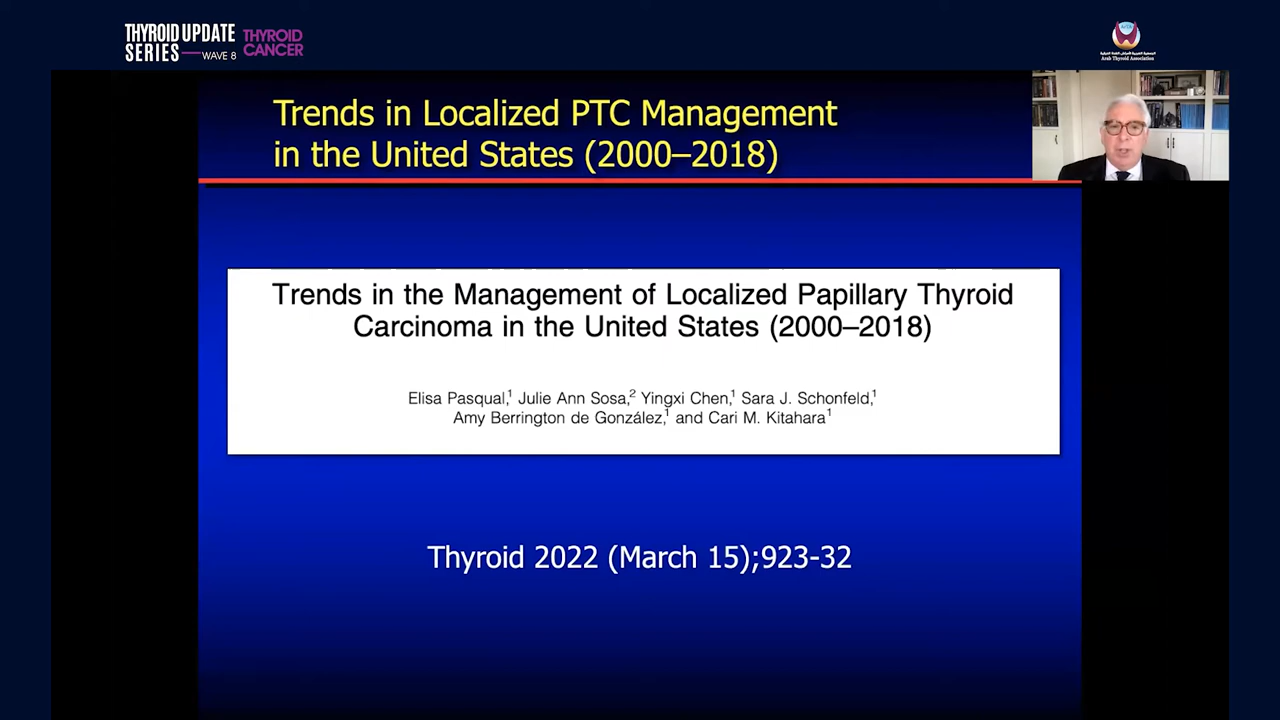 THYROID UPDATE
SERIES — WAVE 8
THYROID
CANCER
Arab Thyroid Association
Trends in Localized PTC Management
in the United States (2000–2018)
Trends in the Management of Localized Papillary Thyroid
Carcinoma in the United States (2000–2018)
Elisa Pasqual,1 Julie Ann Sosa,2 Yingxi Chen,1 Sara J. Schonfeld,1
Amy Berrington de González,1 and Cari M. Kitahara1
Thyroid 2022 (March 15);923-32